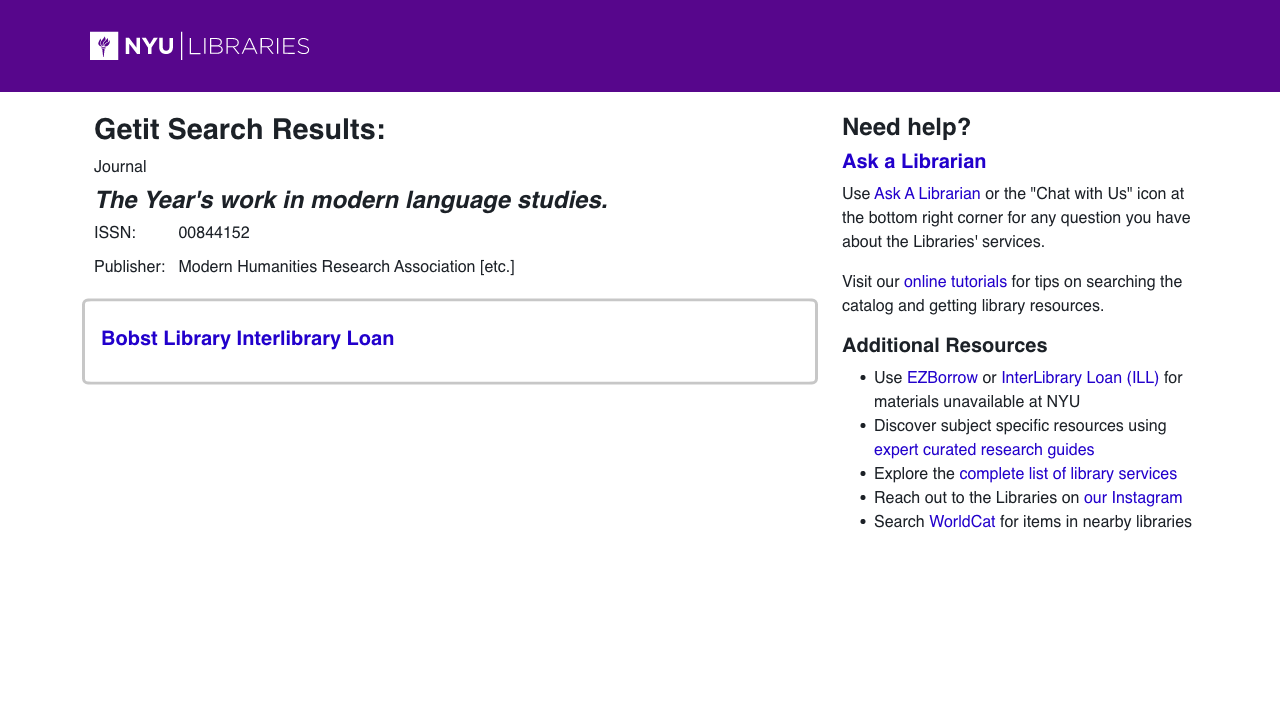 NYU LIBRARIES
Getit Search Results:
Journal
The Year's work in modern language studies.
ISSN: 00844152
Publisher: Modern Humanities Research Association [etc.]
Bobst Library Interlibrary Loan
Need help?
Ask a Librarian
Use Ask A Librarian or the "Chat with Us" icon at
the bottom right corner for any question you have
about the Libraries' services.
Visit our online tutorials for tips on searching the
catalog and getting library resources.
Additional Resources
• Use EZBorrow or InterLibrary Loan (ILL) for
materials unavailable at NYU
• Discover subject specific resources using
expert curated research guides
• Explore the complete list of library services
• Reach out to the Libraries on our Instagram
• Search WorldCat for items in nearby libraries